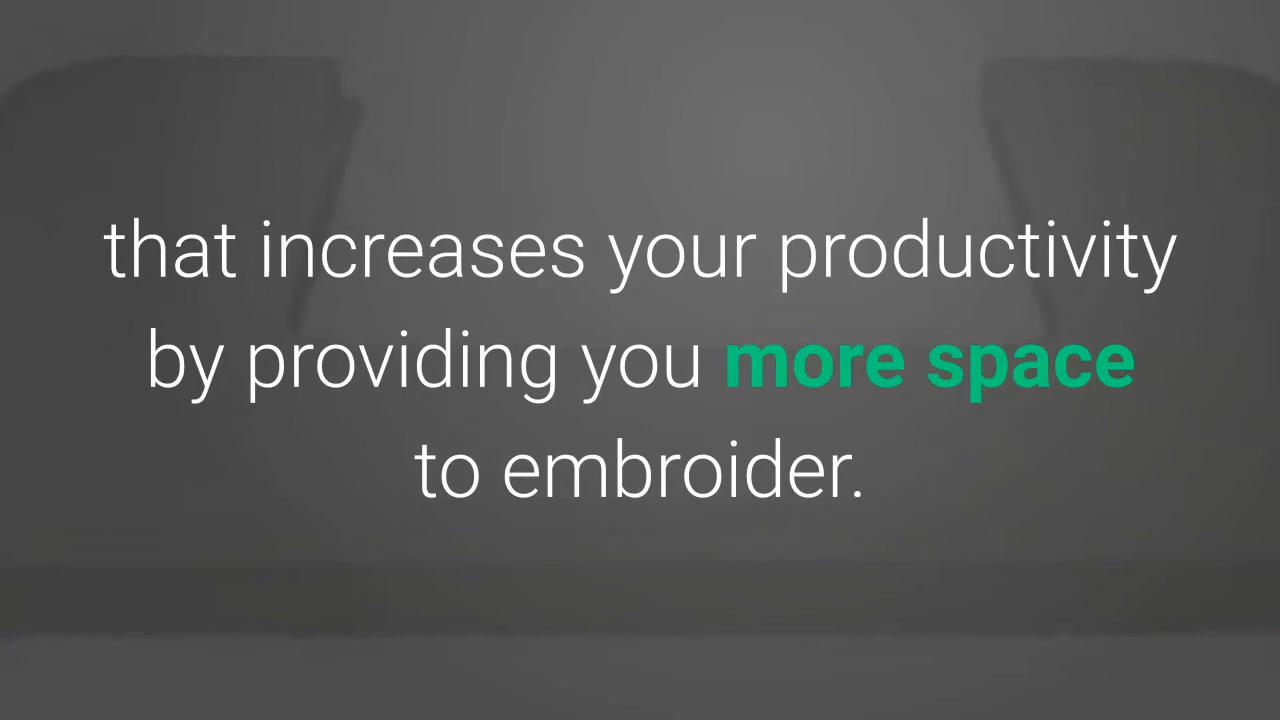 that increases your productivity
by providing you more space
to embroider.